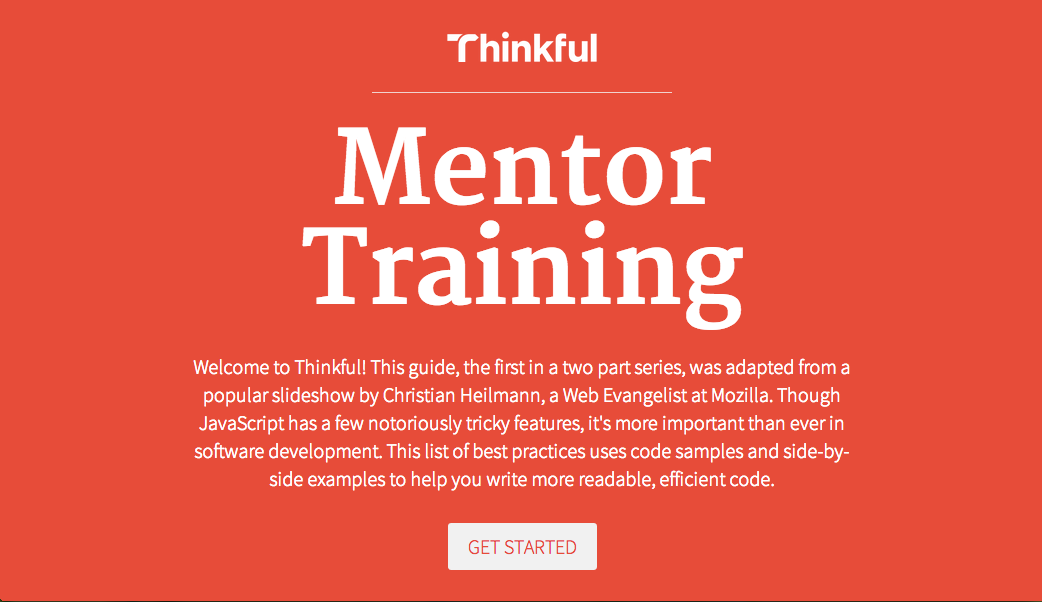 Thinkful
Mentor
Training
Welcome to Thinkful! This guide, the first in a two part series, was adapted from a
popular slideshow by Christian Heilmann, a Web Evangelist at Mozilla. Though
JavaScript has a few notoriously tricky features, it's more important than ever in
software development. This list of best practices uses code samples and side-by-
side examples to help you write more readable, efficient code.
GET STARTED